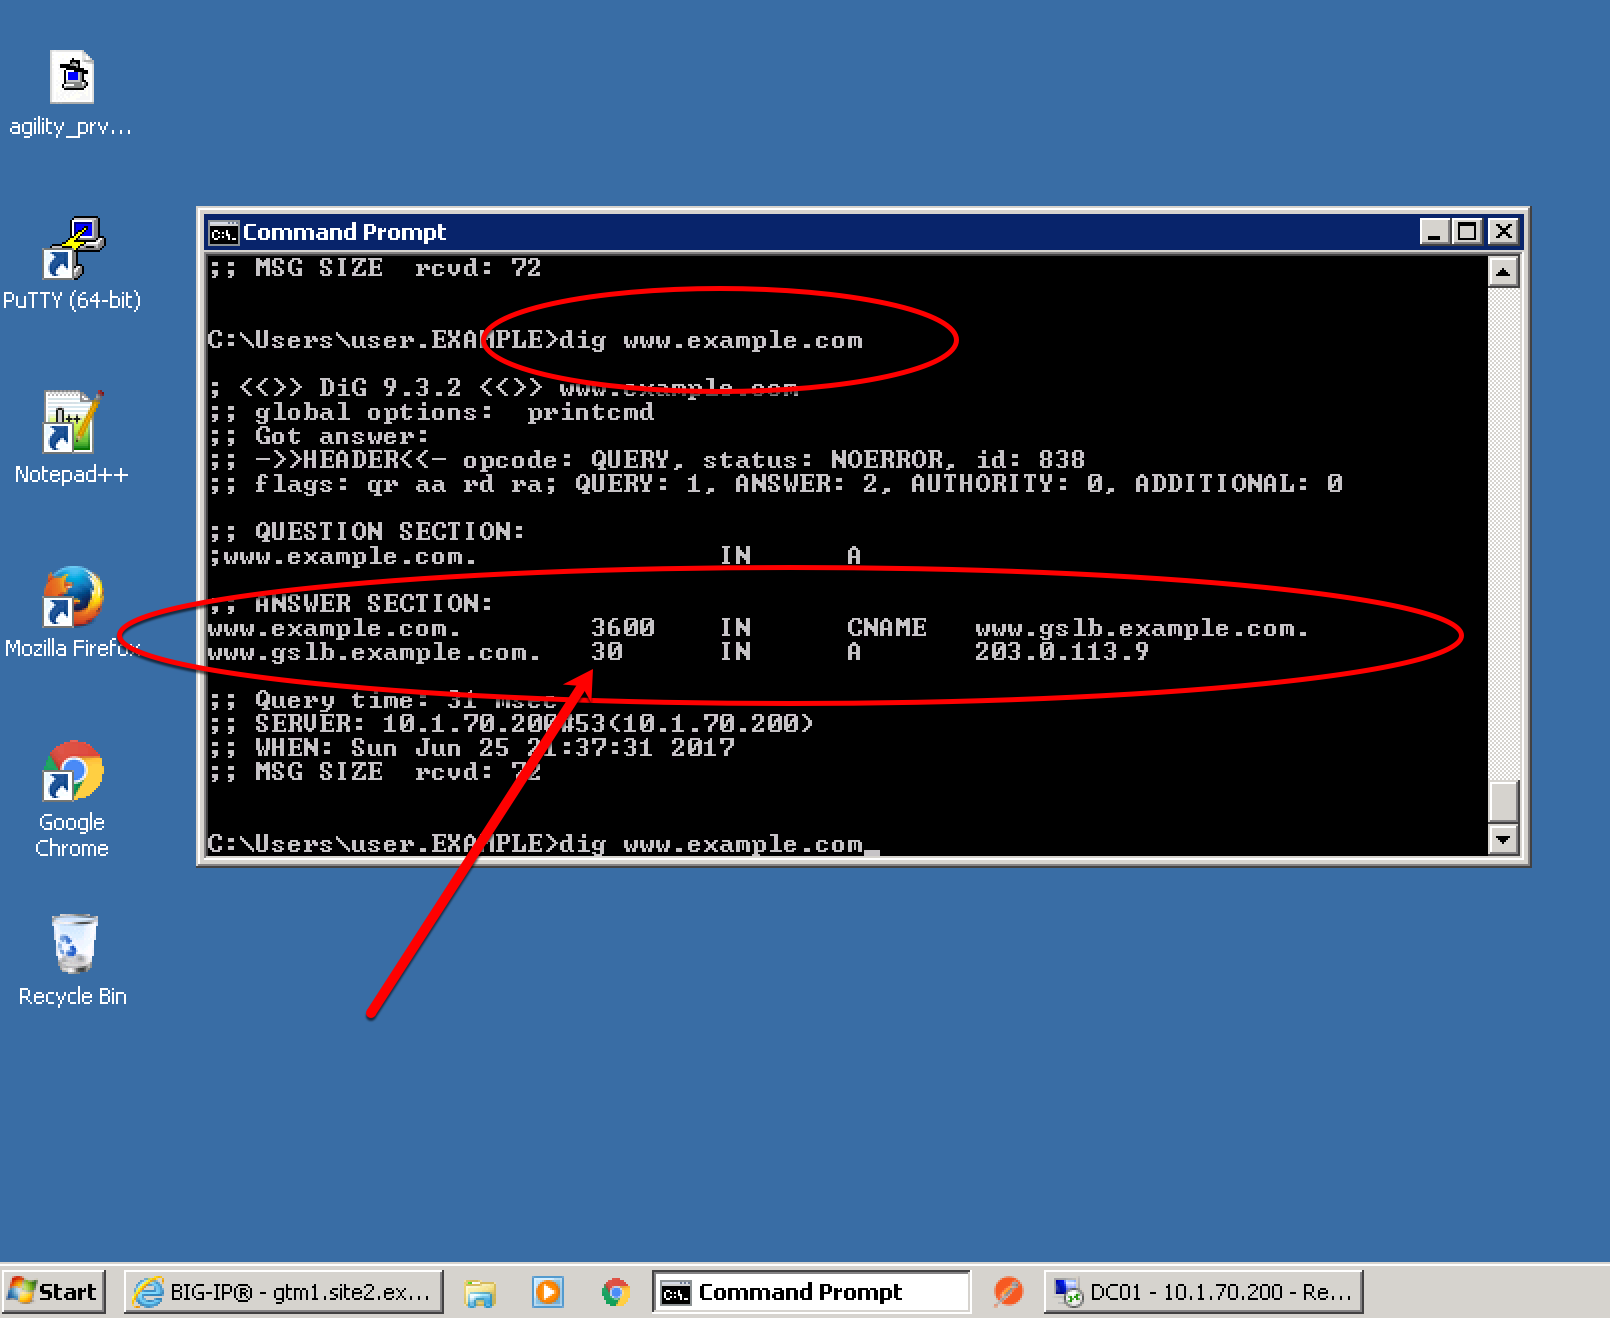 agility_prv...
PuTTY (64-bit)
Notepad++
Mozilla Firefox
Google
Chrome
Recycle Bin
Command Prompt
;; MSG SIZE  rcvd: 72
C:\Users\user.EXAMPLE>dig www.example.com
; <<>> DiG 9.3.2 <<>> www.example.com
;; global options:  printcmd
;; Got answer:
;; ->>HEADER<<- opcode: QUERY, status: NOERROR, id: 838
;; flags: qr aa rd ra; QUERY: 1, ANSWER: 2, AUTHORITY: 0, ADDITIONAL: 0
;; QUESTION SECTION:
;www.example.com.               IN      A
;; ANSWER SECTION:
www.example.com.        3600    IN      CNAME   www.gslb.example.com.
www.gslb.example.com.   30      IN      A       203.0.113.9
;; Query time: 31 msec
;; SERVER: 10.1.70.200#53(10.1.70.200)
;; WHEN: Sun Jun 25 21:37:31 2017
;; MSG SIZE  rcvd: 72
C:\Users\user.EXAMPLE>dig www.example.com_
Start
BIG-IP® - gtm1.site2.ex...
Command Prompt
DC01 - 10.1.70.200 - Re...